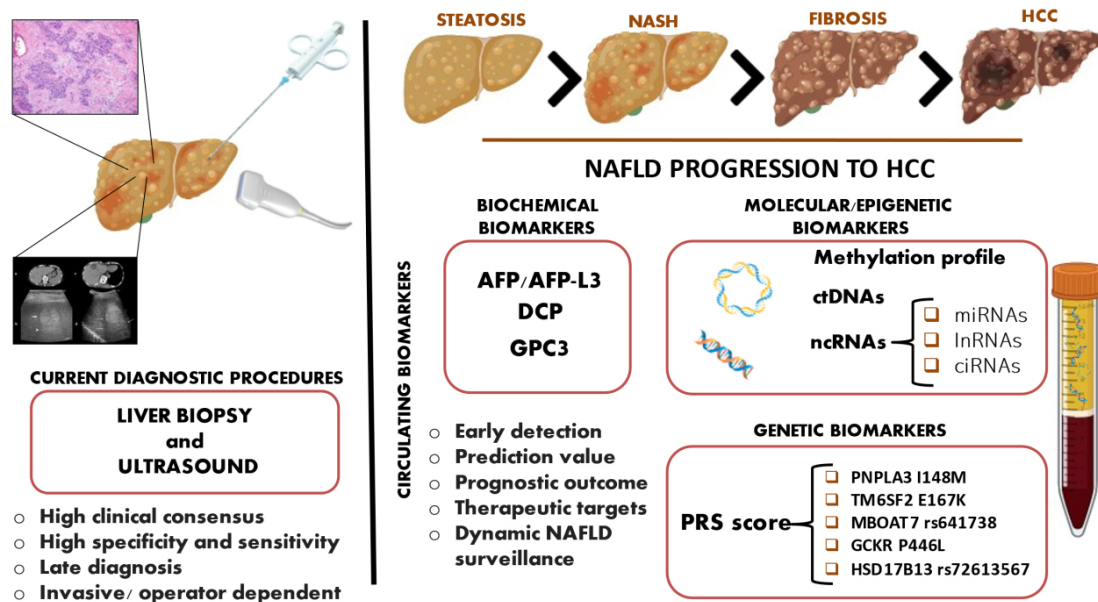 CURRENT DIAGNOSTIC PROCEDURES
LIVER BIOPSY
and
ULTRASOUND
○ High clinical consensus
○ High specificity and sensitivity
○ Late diagnosis
○ Invasive/ operator dependent
STEATOSIS
NASH
FIBROSIS
HCC
NAFLD PROGRESSION TO HCC
CIRCULATING BIOMARKERS
BIOCHEMICAL
BIOMARKERS
AFP/AFP-L3
DCP
GPC3
○ Early detection
○ Prediction value
○ Prognostic outcome
○ Therapeutic targets
○ Dynamic NAFLD
surveillance
MOLECULAR/EPIGENETIC
BIOMARKERS
Methylation profile
ctDNAs
ncRNAs
❑ miRNAs
❑ lnRNAs
❑ ciRNAs
GENETIC BIOMARKERS
PRS score
❑ PNPLA3 I148M
❑ TM6SF2 E167K
❑ MBOAT7 rs641738
❑ GCKR P446L
❑ HSD17B13 rs72613567